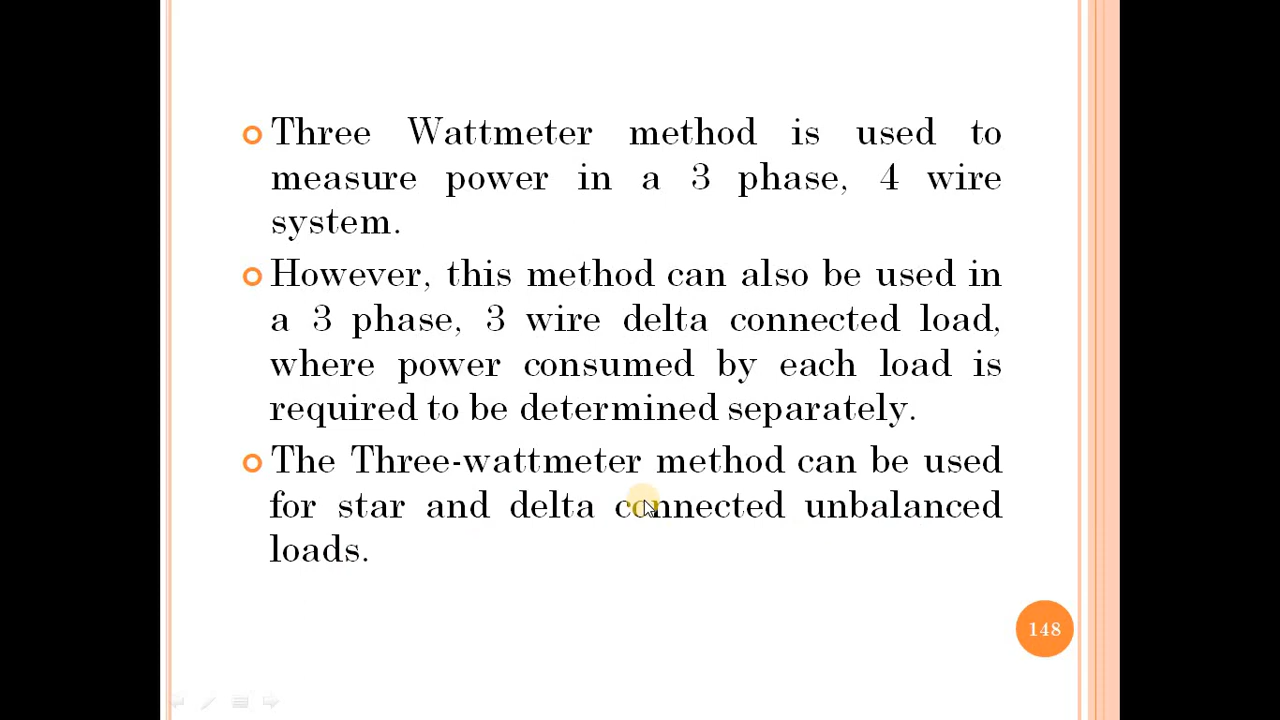 Three Wattmeter method is used to
measure power in a 3 phase, 4 wire
system.
However, this method can also be used in
a 3 phase, 3 wire delta connected load,
where power consumed by each load is
required to be determined separately.
The Three-wattmeter method can be used
for star and delta connected unbalanced
loads.
148